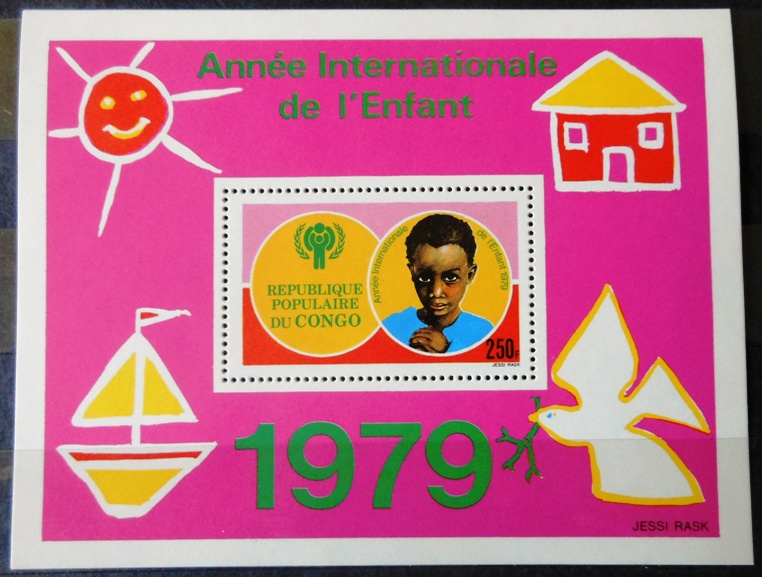 Année Internationale
de l'Enfant
Année Internationale de l'Enfant 1979
REPUBLIQUE
POPULAIRE
DU CONGO
250F
JESSI RASK
1979
JESSI RASK